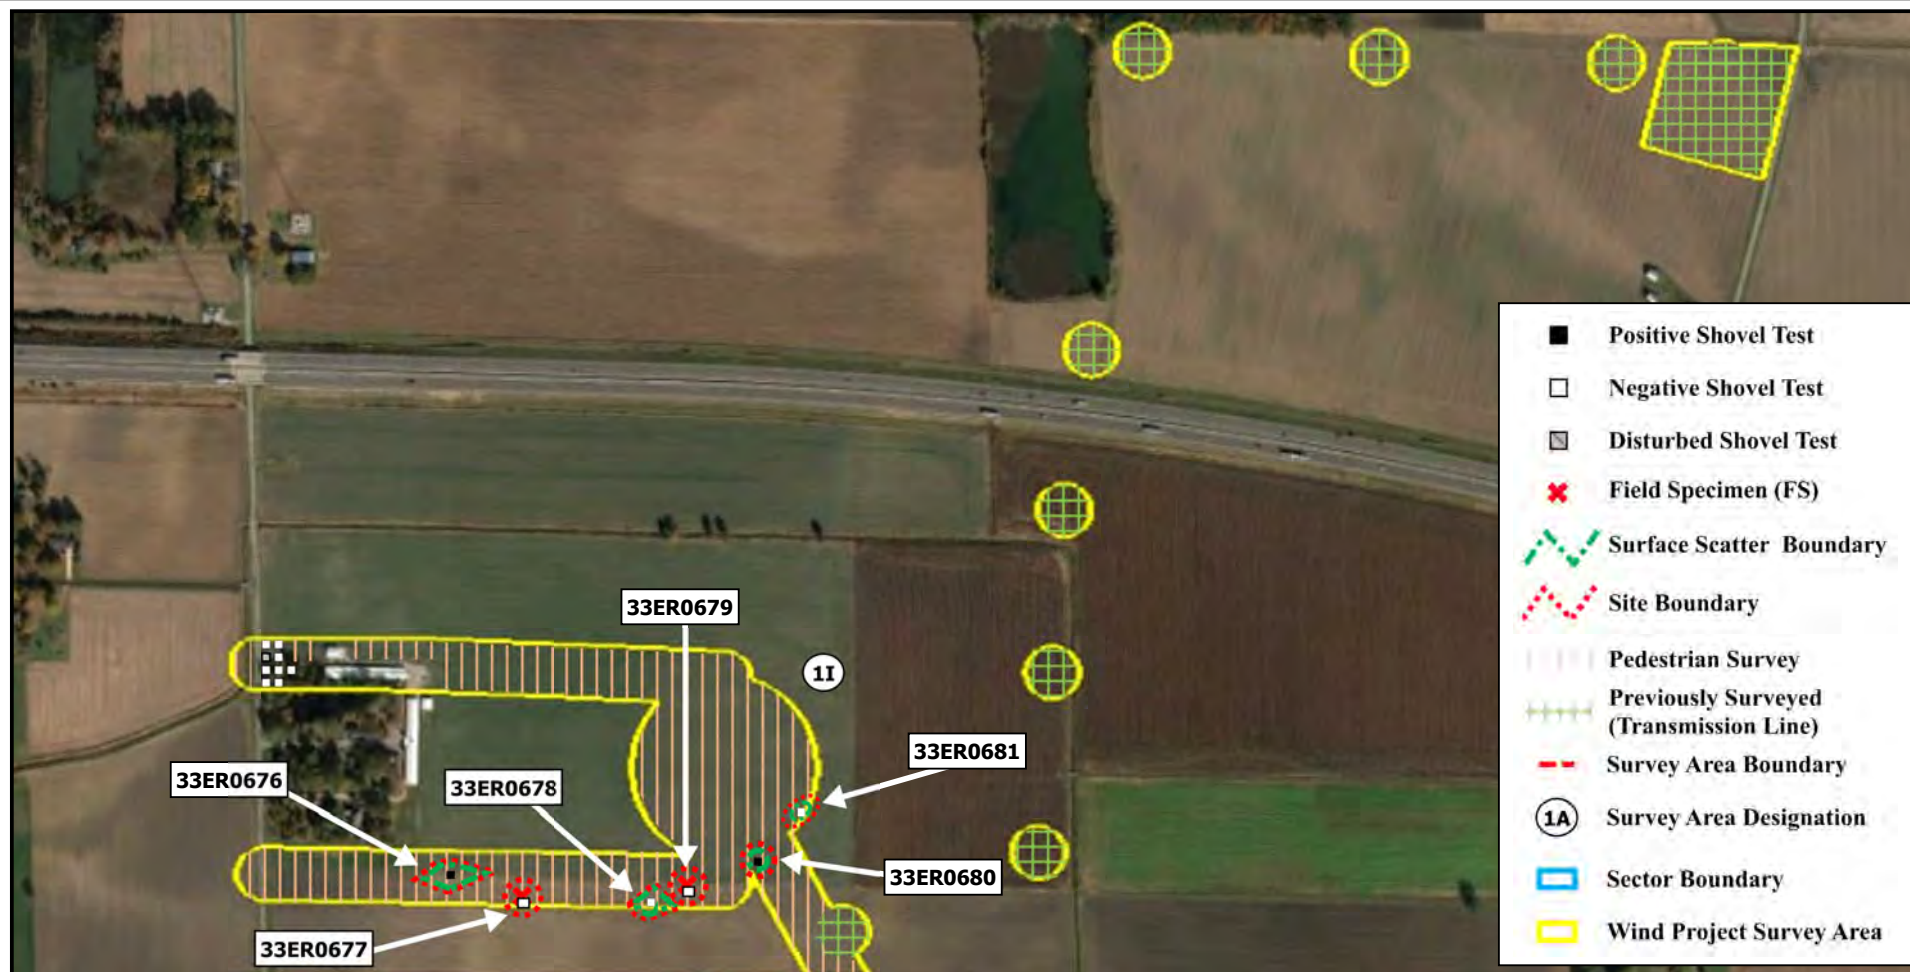 Positive Shovel Test
Negative Shovel Test
Disturbed Shovel Test
Field Specimen (FS)
Surface Scatter Boundary
Site Boundary
Pedestrian Survey
Previously Surveyed
(Transmission Line)
Survey Area Boundary
1A Survey Area Designation
Sector Boundary
Wind Project Survey Area
33ER0679
1I
33ER0681
33ER0676
33ER0678
33ER0680
33ER0677